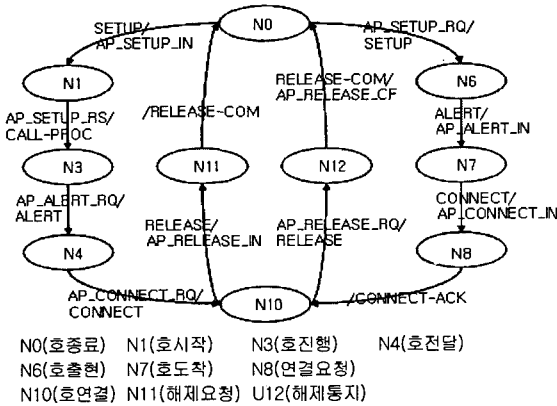 N0
SETUP/
AP_SETUP_IN
AP_SETUP_RQ/
SETUP
N1
N6
RELEASE-COM/
AP_RELEASE_CF
/RELEASE-COM
AP_SETUP_RS/
CALL-PROC
ALERT/
AP_ALERT_IN
N3
N11
N12
N7
AP_ALERT_RQ/
ALERT
CONNECT/
AP_CONNECT_IN
RELEASE/
AP_RELEASE_IN
AP_RELEASE_RQ/
RELEASE
N4
N8
AP_CONNECT_RQ/
CONNECT
N10
/CONNECT-ACK
N0(호종료) N1(호시작) N3(호진행) N4(호전달)
N6(호출현) N7(호도착) N8(연결요청)
N10(호연결) N11(해제요청) U12(해제통지)